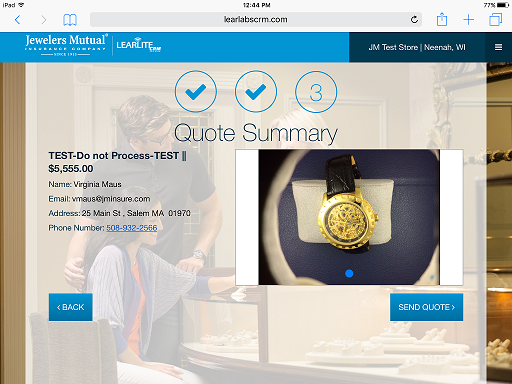 iPad 12:44 PM 77%
learlabscrm.com
Jewelers Mutual® LEARLITE
INSURANCE COMPANY
SINCE 1913
JM Test Store | Neenah, WI
3
Quote Summary
TEST-Do not Process-TEST ||
$5,555.00
Name: Virginia Maus
Email: vmaus@jminsure.com
Address: 25 Main St , Salem MA 01970
Phone Number: 508-932-2566
< BACK
SEND QUOTE >